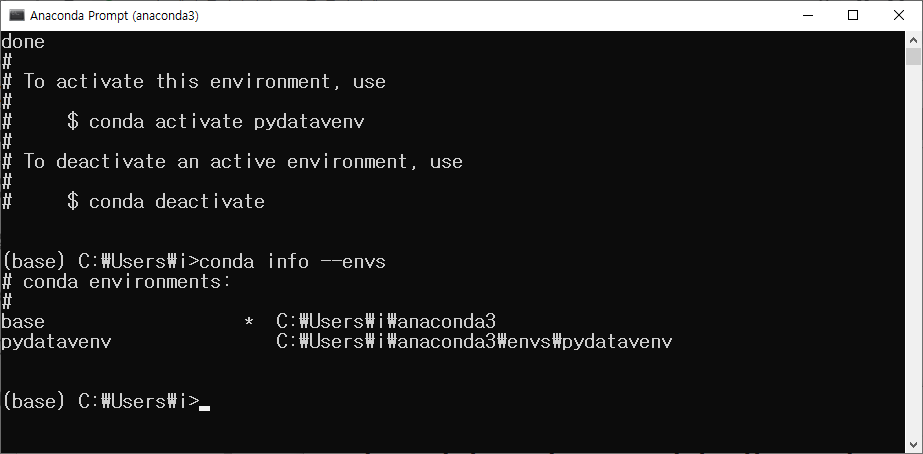 Anaconda Prompt (anaconda3)
done
#
# To activate this environment, use
#
#     $ conda activate pydatavenv
#
# To deactivate an active environment, use
#
#     $ conda deactivate
(base) C:₩Users₩i>conda info --envs
# conda environments:
#
base                  *  C:₩Users₩i₩anaconda3
pydatavenv               C:₩Users₩i₩anaconda3₩envs₩pydatavenv
(base) C:₩Users₩i>